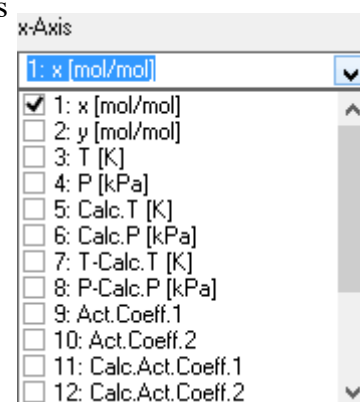 s
x-Axis
1: x [mol/mol]
1: x [mol/mol]
2: y [mol/mol]
3: T [K]
4: P [kPa]
5: Calc.T [K]
6: Calc.P [kPa]
7: T-Calc.T [K]
8: P-Calc.P [kPa]
9: Act.Coeff.1
10: Act.Coeff.2
11: Calc.Act.Coeff.1
12: Calc.Act.Coeff.2